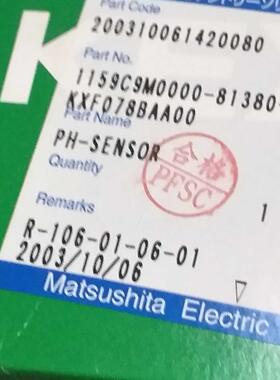 Part Code
200310061420080
Part No.
1159C9M0000-81380
KXF078BAA00
Part Name
PH-SENSOR
合格
PFSC
Quantity
1
Remarks
R-106-01-06-01
2003/10/06
Matsushita Electric